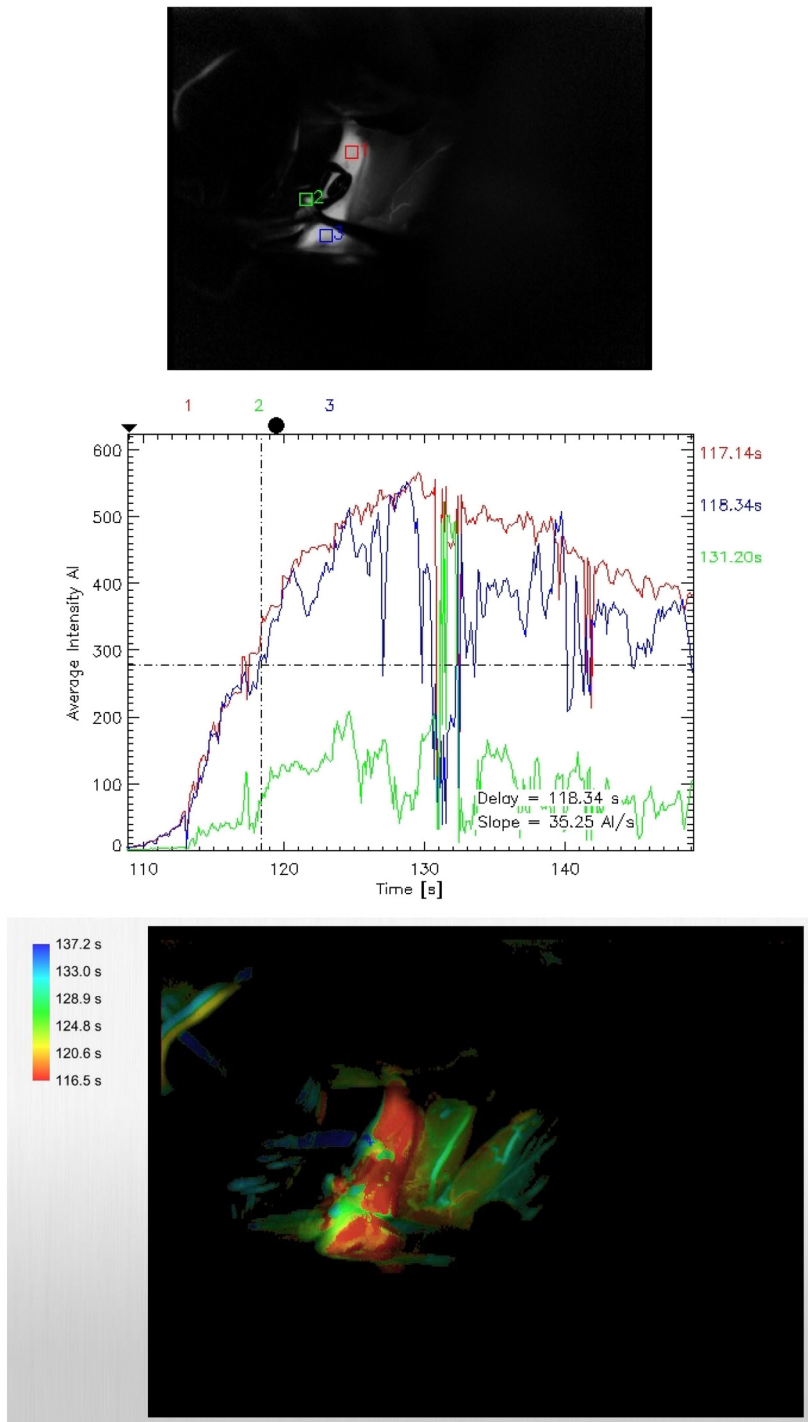 1
2
3
1 2 3
600
500
400
300
200
100
0
Average Intensity AI
117.14s
118.34s
131.20s
Delay = 118.34 s
Slope = 35.25 AI/s
110 120 130 140
Time [s]
137.2 s
133.0 s
128.9 s
124.8 s
120.6 s
116.5 s